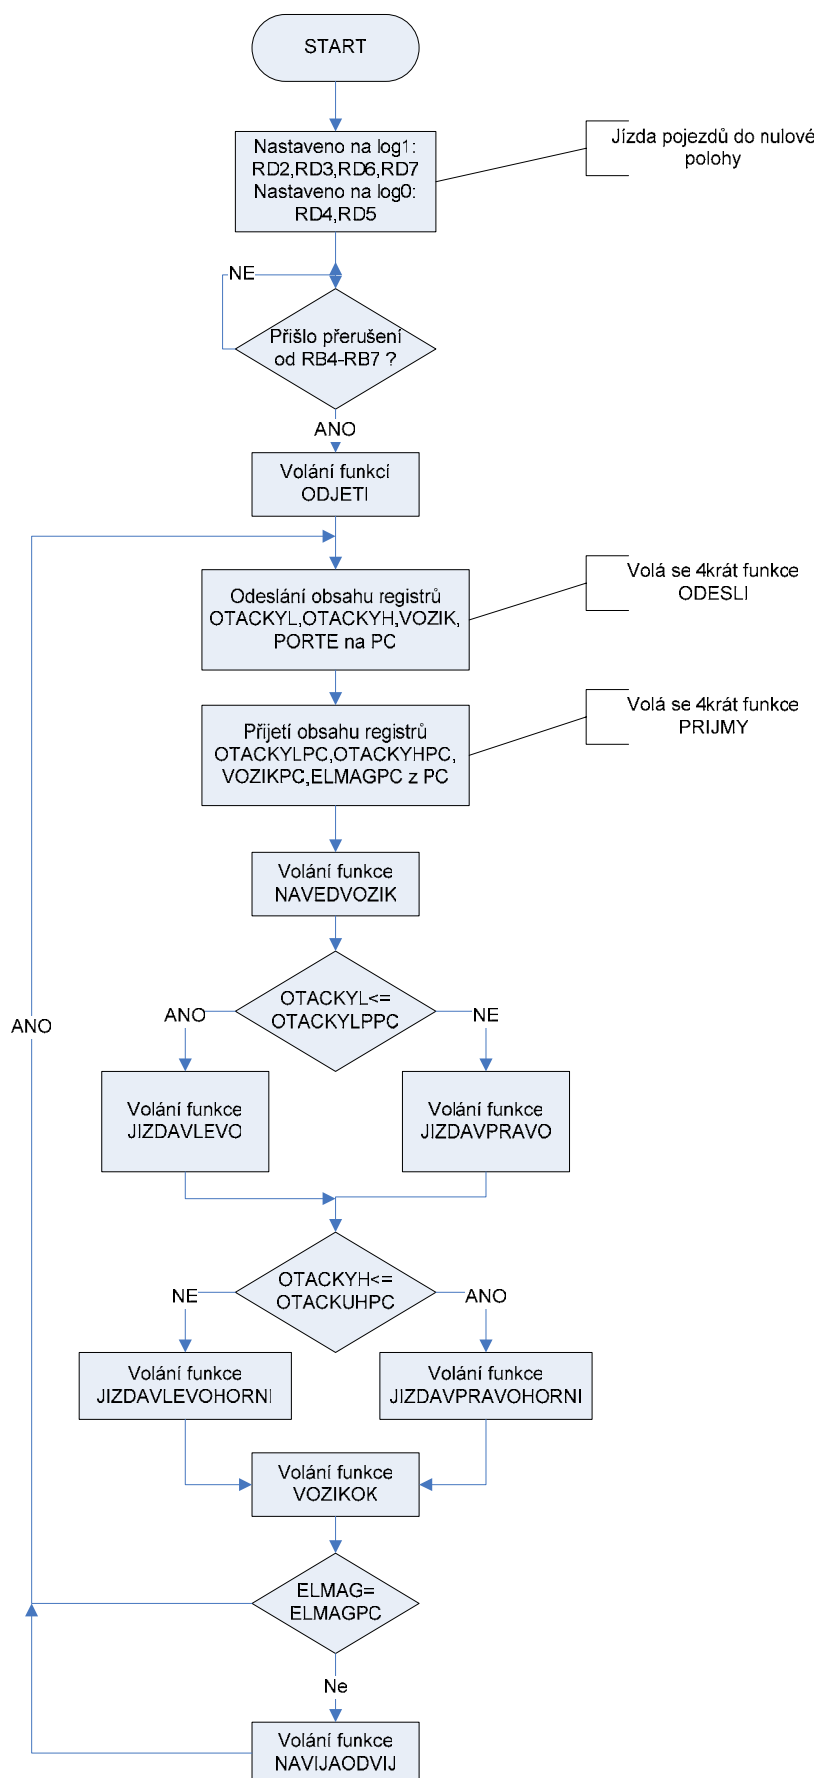 START
Nastaveno na log1:
RD2,RD3,RD6,RD7
Nastaveno na log0:
RD4,RD5
Jízda pojezdů do nulové
polohy
NE
Přišlo přerušení
od RB4-RB7 ?
ANO
Volání funkcí
ODJETI
Odeslání obsahu registrů
OTACKYL,OTACKYH,VOZIK,
PORTE na PC
Volá se 4krát funkce
ODESLI
Přijetí obsahu registrů
OTACKYLPC,OTACKYHPC,
VOZIKPC,ELMAGPC z PC
Volá se 4krát funkce
PRIJMY
Volání funkce
NAVEDVOZIK
OTACKYL<=
OTACKYLPPC
ANO
NE
ANO
Volání funkce
JIZDAVLEVO
Volání funkce
JIZDAVPRAVO
OTACKYH<=
OTACKUHPC
NE
ANO
Volání funkce
JIZDAVLEVOHORNI
Volání funkce
JIZDAVPRAVOHORNI
Volání funkce
VOZIKOK
ELMAG=
ELMAGPC
Ne
Volání funkce
NAVIJAODVIJ